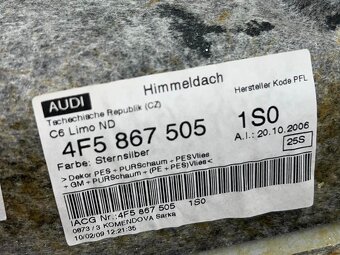 Himmeldach
AUDI
Hersteller Kode PFL
Tschechische Republik (CZ)
C6 Limo ND
1S0
4F5 867 505
A.I.: 20.10.2006
Farbe: Sternsilber
25S
>Dekor PES + PURSchaum + PESVlies
+ GM + PURSchaum + (PE + PES)Vlies<
IACG Nr.:4F5 867 505 1S0
0873 / 3 KOMENDOVA Sarka
10/02/09 12:21:35